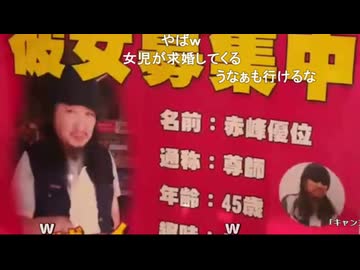 やばw
彼女募集中
女児が求婚してくる
うなぁも行けるな
名前：赤峰優位
通称：尊師
年齢：45歳
「キャン
w
w